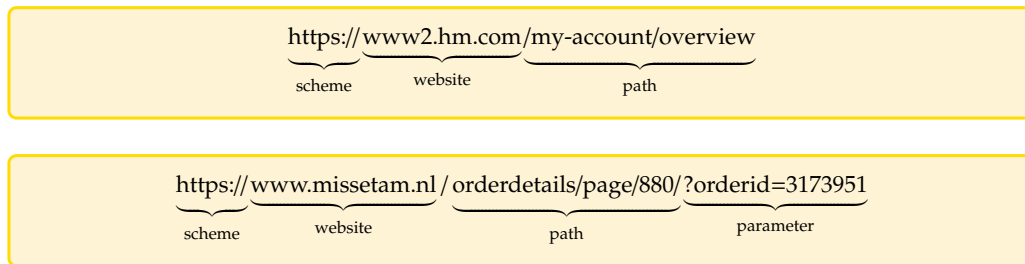 https://www2.hm.com/my-account/overview
scheme website path
https://www.missetam.nl/orderdetails/page/880/?orderid=3173951
scheme website path parameter